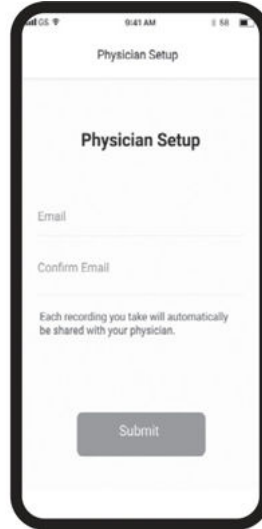 9:41 AM
Physician Setup
Physician Setup
Email
Confirm Email
Each recording you take will automatically
be shared with your physician.
Submit